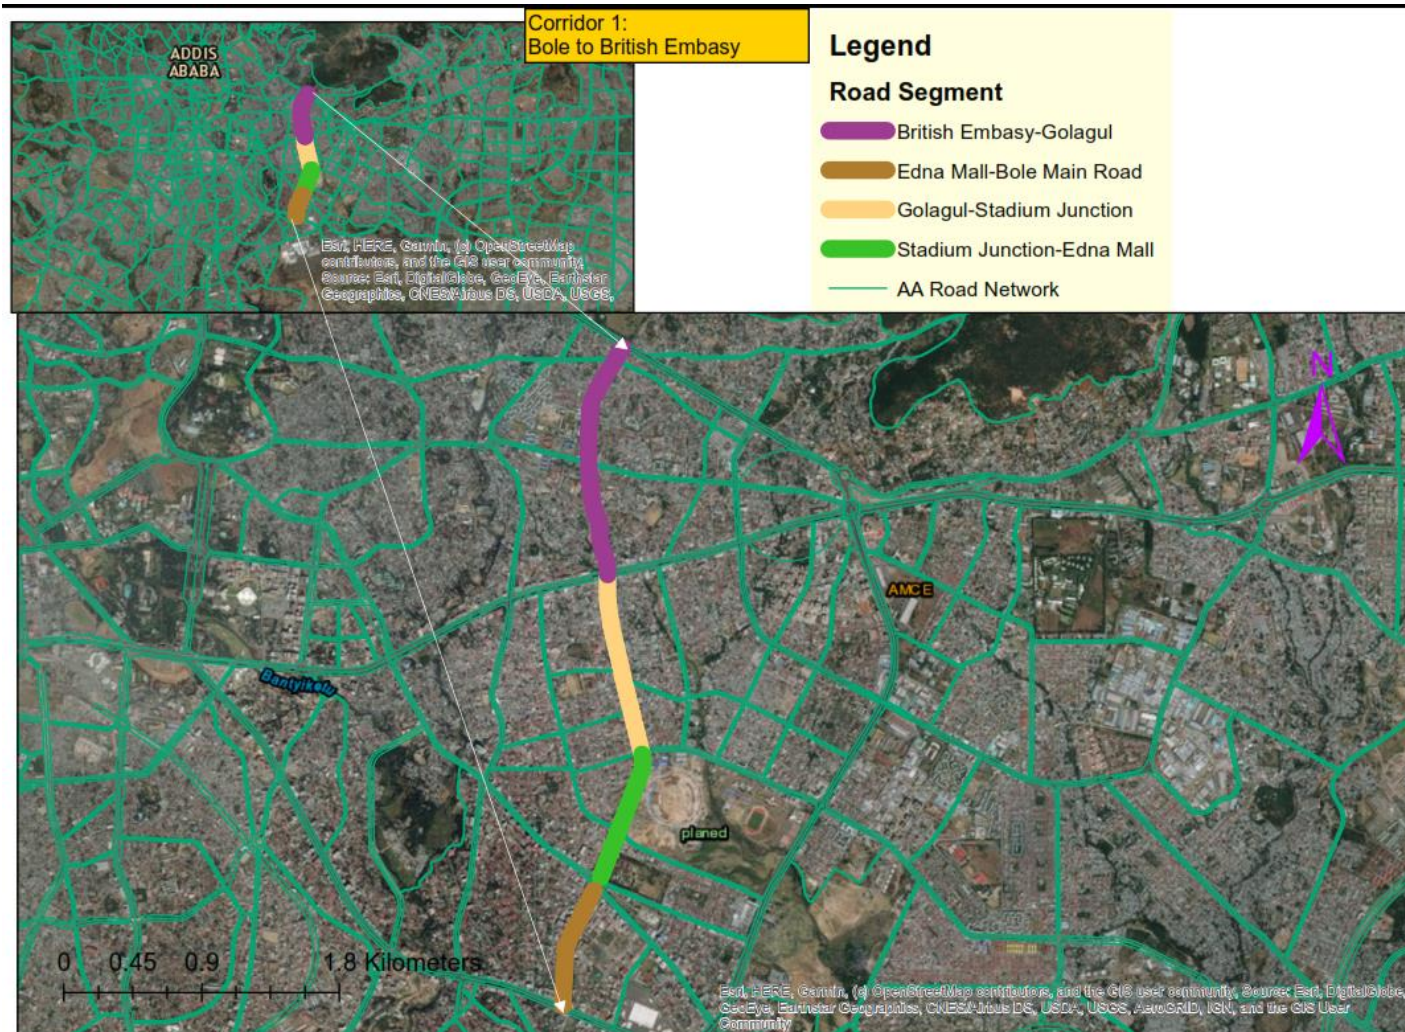 ADDIS
ABABA
Esri, HERE, Garmin, (c) OpenStreetMap
contributors, and the GIS user community,
Source: Esri, DigitalGlobe, GeoEye, Earthstar
Geographics, CNES/Airbus DS, USDA, USGS,
Corridor 1:
Bole to British Embasy
Legend
Road Segment
British Embasy-Golagul
Edna Mall-Bole Main Road
Golagul-Stadium Junction
Stadium Junction-Edna Mall
AA Road Network
N
AMCE
Bantyikolu
planed
0 0.45 0.9 1.8 Kilometers
Esri, HERE, Garmin, (c) OpenStreetMap contributors, and the GIS user community, Source: Esri, DigitalGlobe,
GeoEye, Earthstar Geographics, CNES/Airbus DS, USDA, USGS, AeroGRID, IGN, and the GIS User
Community